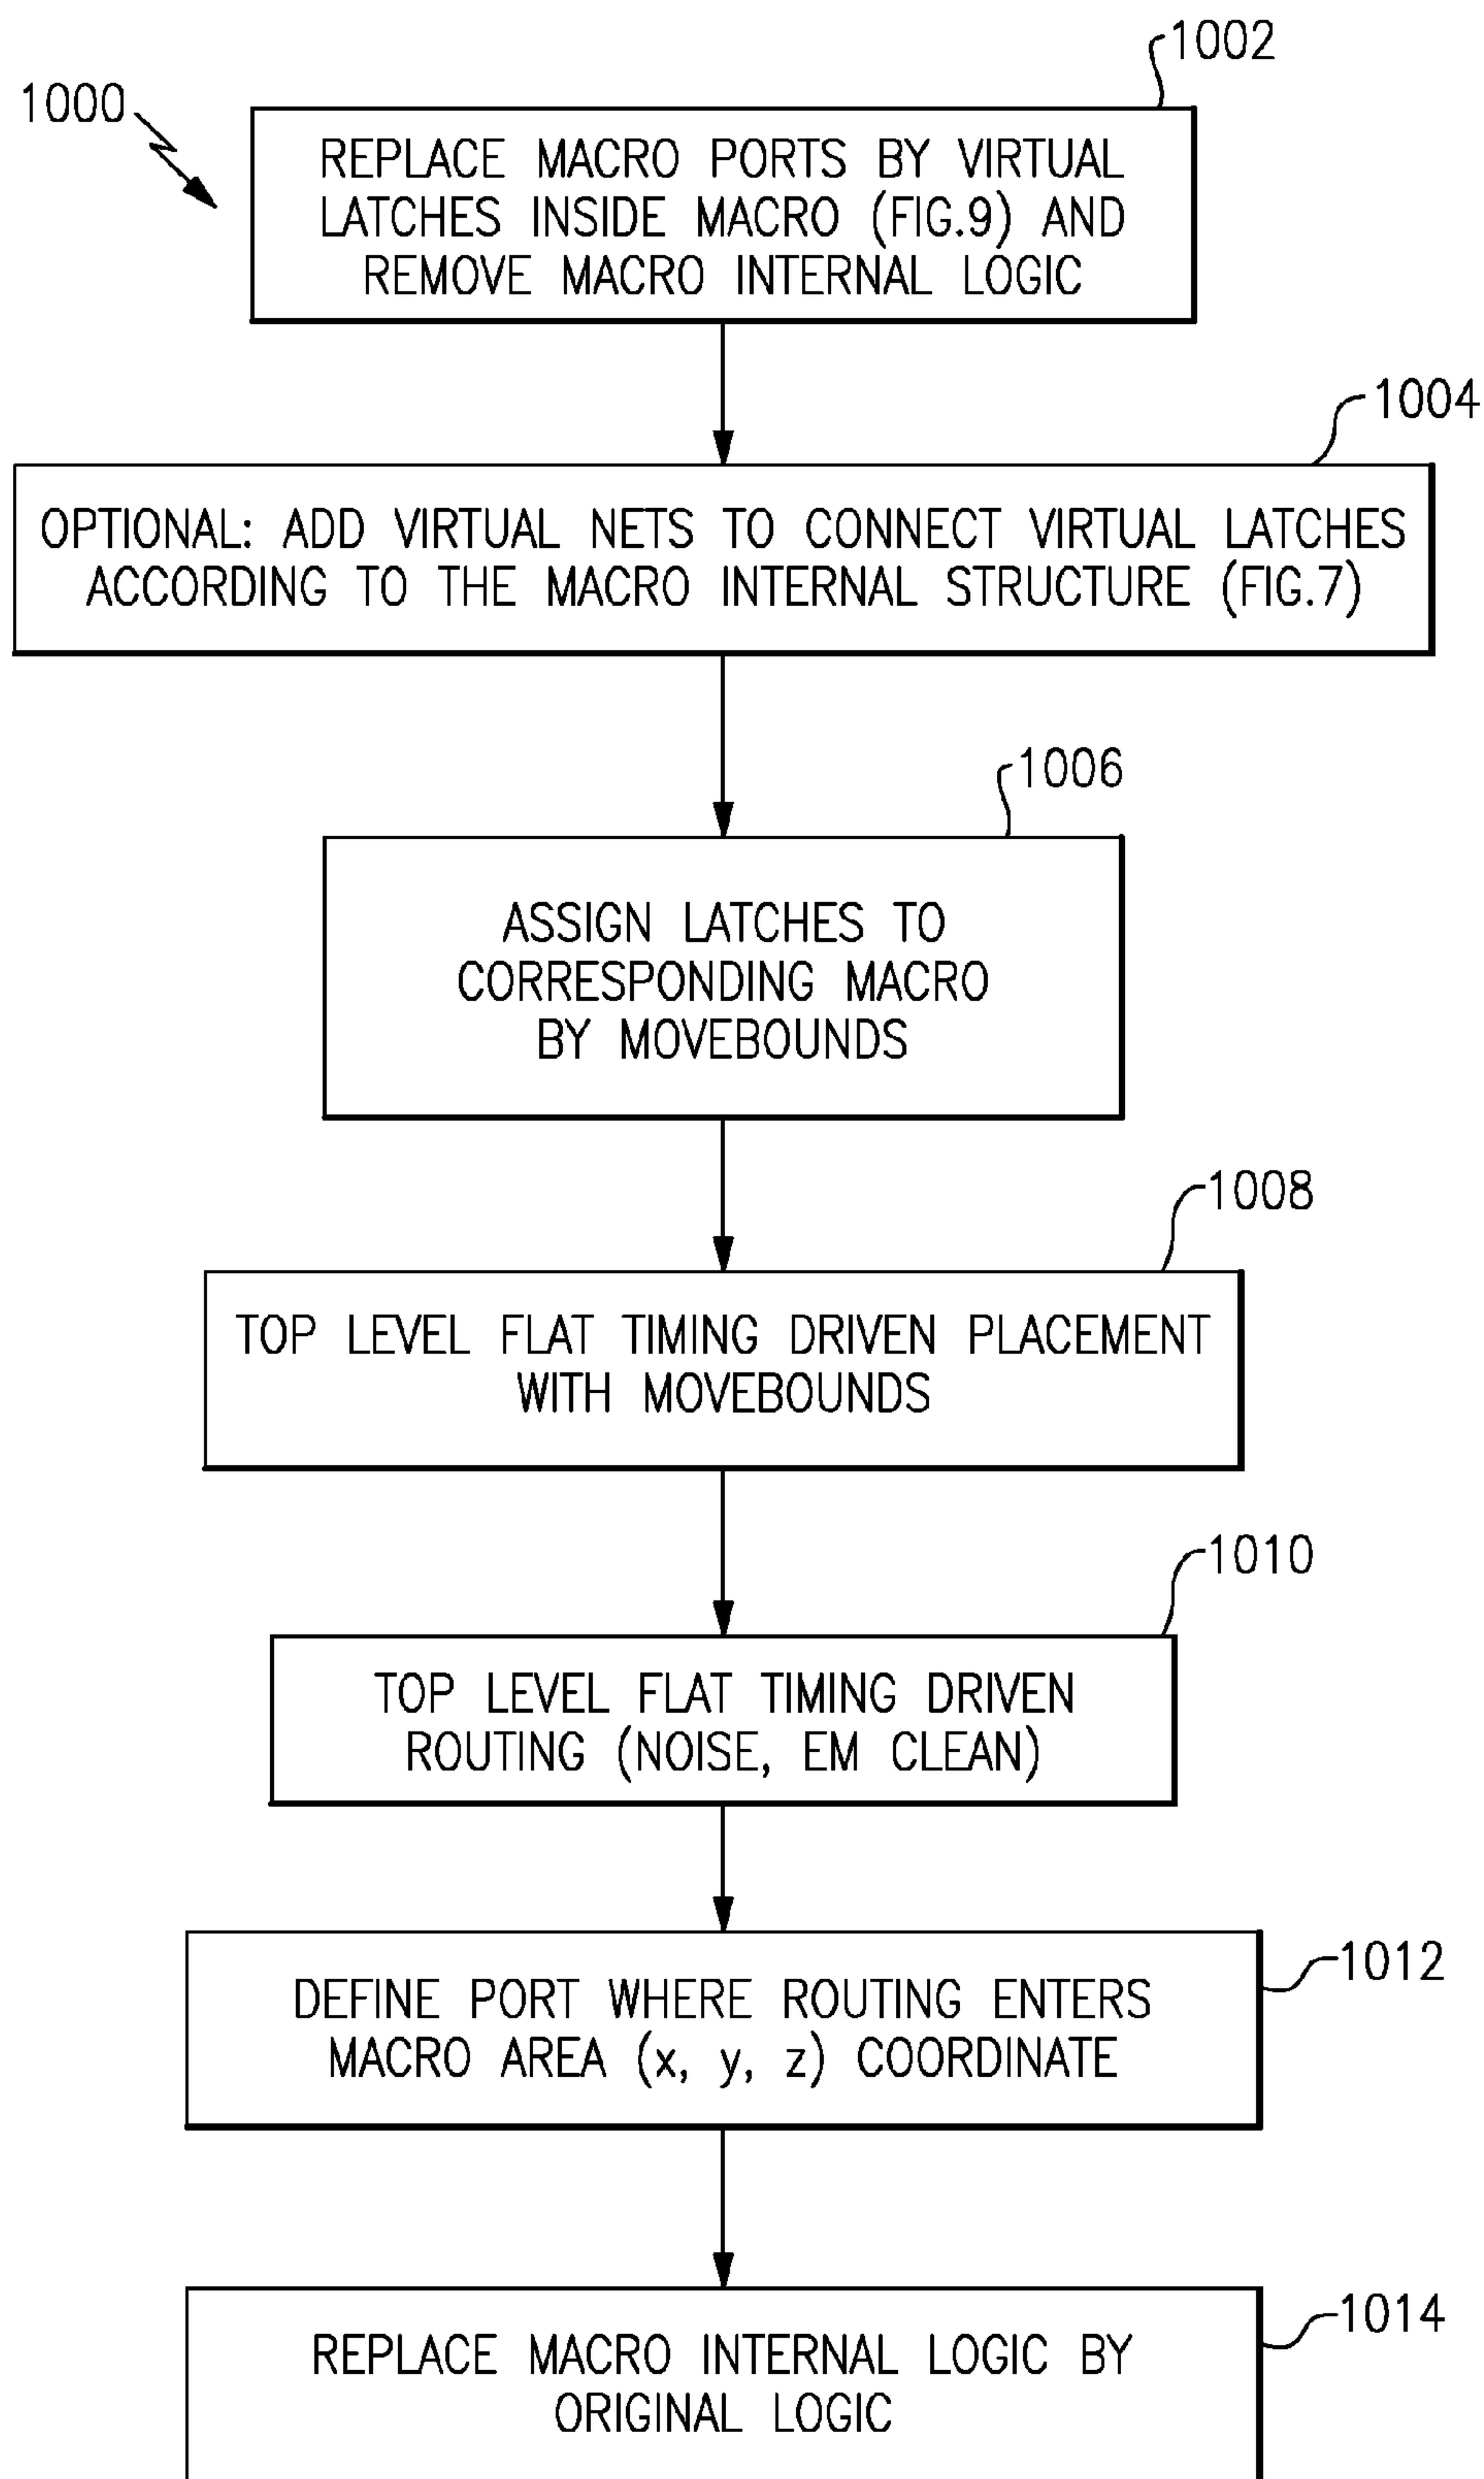 1002
1000
REPLACE MACRO PORTS BY VIRTUAL
LATCHES INSIDE MACRO (FIG.9) AND
REMOVE MACRO INTERNAL LOGIC
1004
OPTIONAL: ADD VIRTUAL NETS TO CONNECT VIRTUAL LATCHES
ACCORDING TO THE MACRO INTERNAL STRUCTURE (FIG.7)
1006
ASSIGN LATCHES TO
CORRESPONDING MACRO
BY MOVEBOUNDS
1008
TOP LEVEL FLAT TIMING DRIVEN PLACEMENT
WITH MOVEBOUNDS
1010
TOP LEVEL FLAT TIMING DRIVEN
ROUTING (NOISE, EM CLEAN)
1012
DEFINE PORT WHERE ROUTING ENTERS
MACRO AREA (x, y, z) COORDINATE
1014
REPLACE MACRO INTERNAL LOGIC BY
ORIGINAL LOGIC